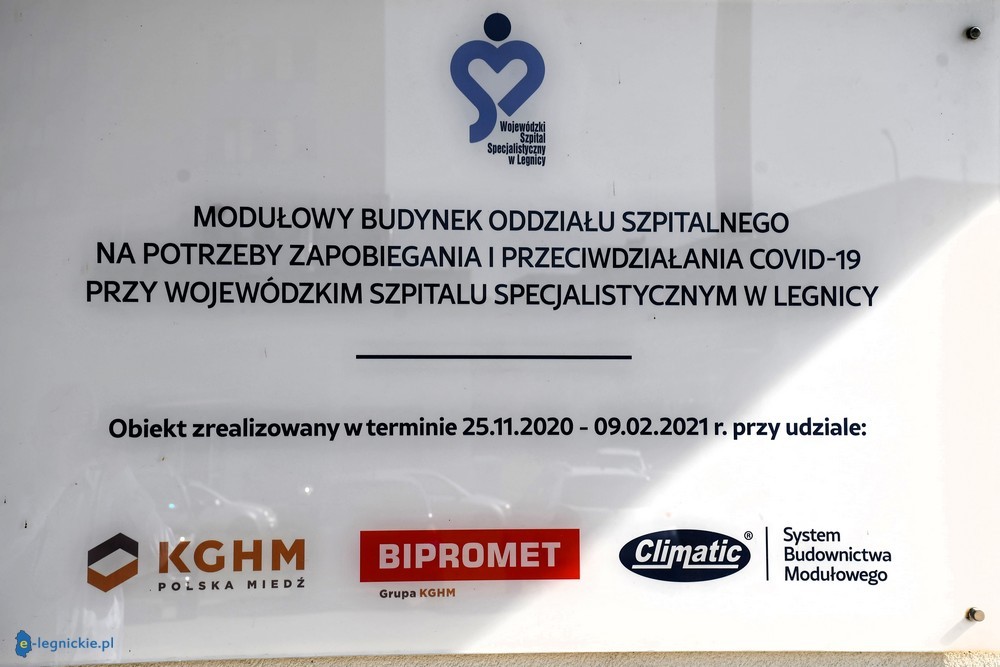 Wojewódzki
Szpital
Specjalistyczny
w Legnicy
MODUŁOWY BUDYNEK ODDZIAŁU SZPITALNEGO
NA POTRZEBY ZAPOBIEGANIA I PRZECIWDZIAŁANIA COVID-19
PRZY WOJEWÓDZKIM SZPITALU SPECJALISTYCZNYM W LEGNICY
Obiekt zrealizowany w terminie 25.11.2020 - 09.02.2021 r. przy udziale:
KGHM
POLSKA MIEDŹ
BIPROMET
Grupa KGHM
Climatic®
System
Budownictwa
Modułowego
e-legnickie.pl